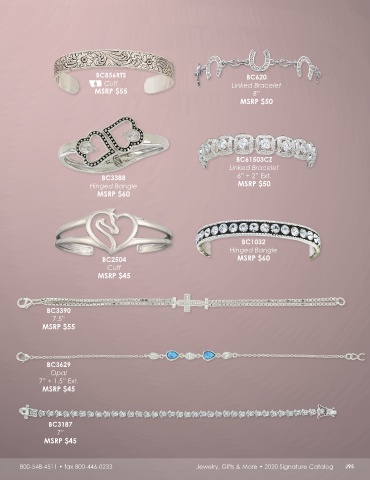 BC856RTS
Cuff
MSRP $55
BC620
Linked Bracelet
8"
MSRP $50
BC3388
Hinged Bangle
MSRP $60
BC61503CZ
Linked Bracelet
6" + 2" Ext.
MSRP $50
BC2504
Cuff
MSRP $45
BC1032
Hinged Bangle
MSRP $60
BC3390
7.5"
MSRP $55
BC3629
Opal
7" + 1.5" Ext.
MSRP $45
BC3187
7"
MSRP $45
800-548-4511 • fax 800-446-0233 Jewelry, Gifts & More • 2020 Signature Catalog